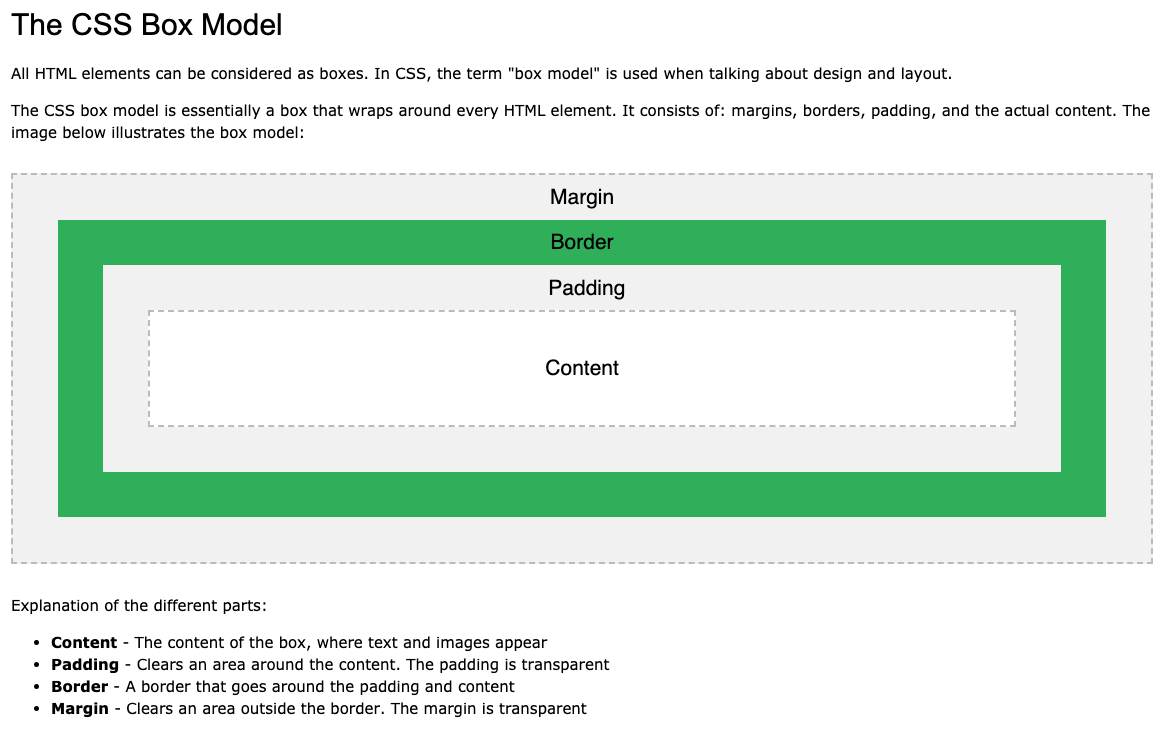 The CSS Box Model
All HTML elements can be considered as boxes. In CSS, the term "box model" is used when talking about design and layout.
The CSS box model is essentially a box that wraps around every HTML element. It consists of: margins, borders, padding, and the actual content. The
image below illustrates the box model:
Margin
Border
Padding
Content
Explanation of the different parts:
• Content - The content of the box, where text and images appear
• Padding - Clears an area around the content. The padding is transparent
• Border - A border that goes around the padding and content
• Margin - Clears an area outside the border. The margin is transparent